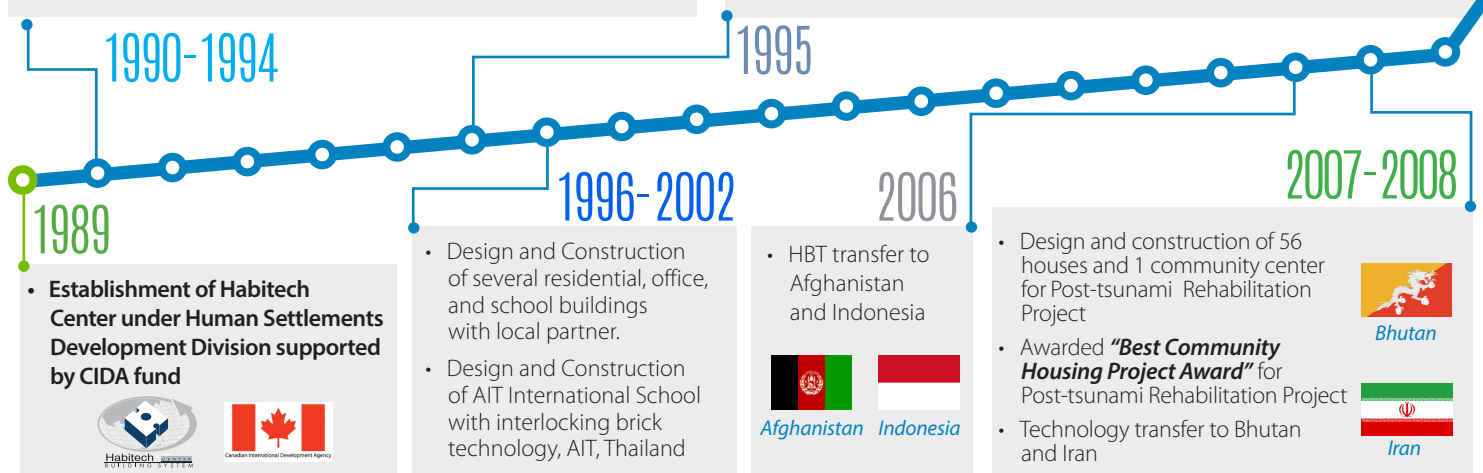 1990-1994
1995
1989
• Establishment of Habitech
Center under Human Settlements
Development Division supported
by CIDA fund
Habitech CENTER
BUILDING SYSTEM
Canadian International Development Agency
1996-2002
• Design and Construction
of several residential, office,
and school buildings
with local partner.
• Design and Construction
of AIT International School
with interlocking brick
technology, AIT, Thailand
2006
• HBT transfer to
Afghanistan
and Indonesia
Afghanistan
Indonesia
2007-2008
• Design and construction of 56
houses and 1 community center
for Post-tsunami Rehabilitation
Project
• Awarded “Best Community
Housing Project Award” for
Post-tsunami Rehabilitation Project
• Technology transfer to Bhutan
and Iran
Bhutan
Iran